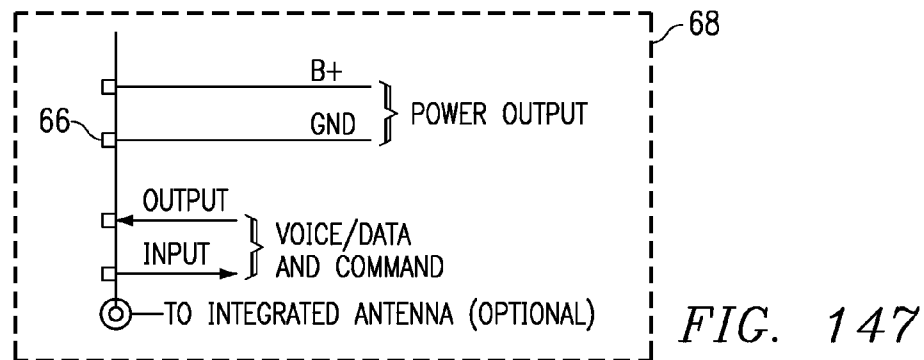 68
B+
POWER OUTPUT
66
GND
OUTPUT
VOICE/DATA
AND COMMAND
INPUT
TO INTEGRATED ANTENNA (OPTIONAL)
FIG. 147